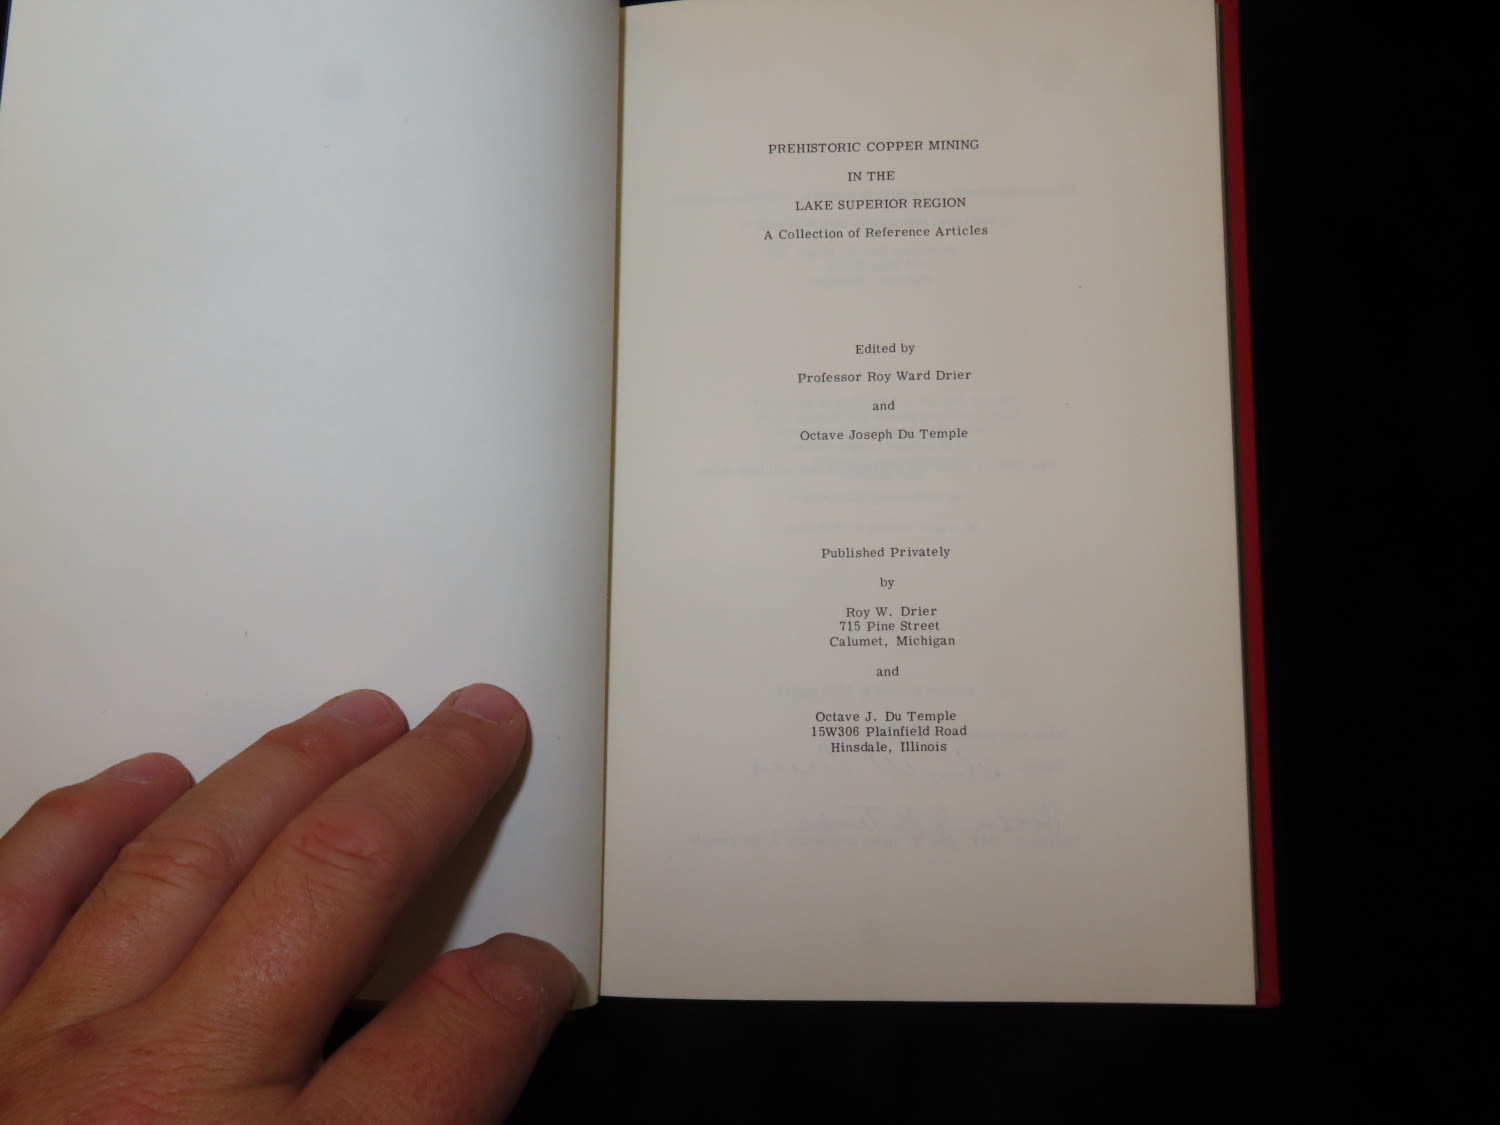 PREHISTORIC COPPER MINING
IN THE
LAKE SUPERIOR REGION
A Collection of Reference Articles
Edited by
Professor Roy Ward Drier
and
Octave Joseph Du Temple
Published Privately
by
Roy W. Drier
715 Pine Street
Calumet, Michigan
and
Octave J. Du Temple
15W306 Plainfield Road
Hinsdale, Illinois